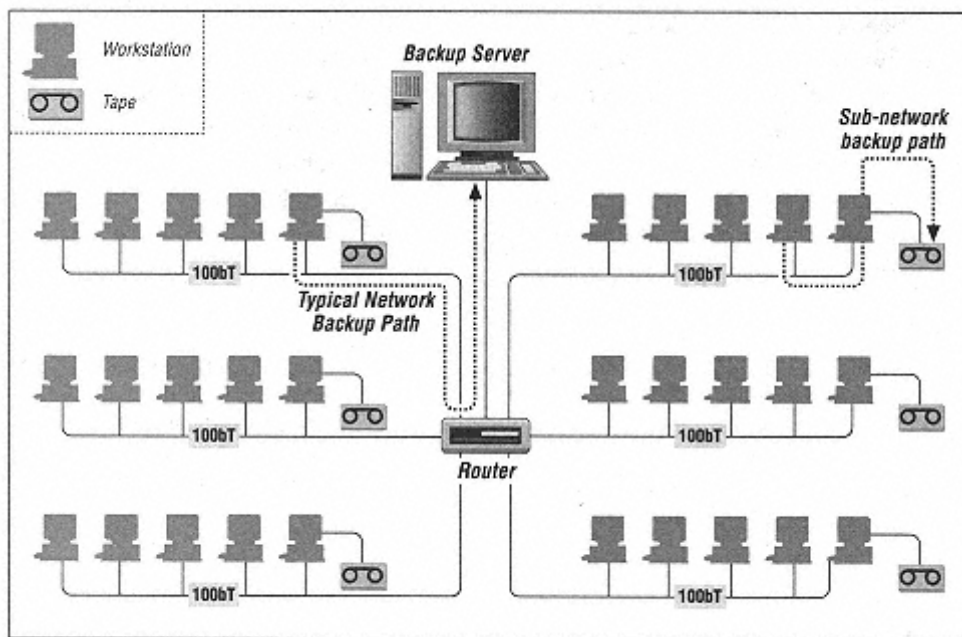 Workstation
Tape
Backup Server
Sub-network
backup path
100bT
100bT
Typical Network
Backup Path
100bT
100bT
Router
100bT
100bT